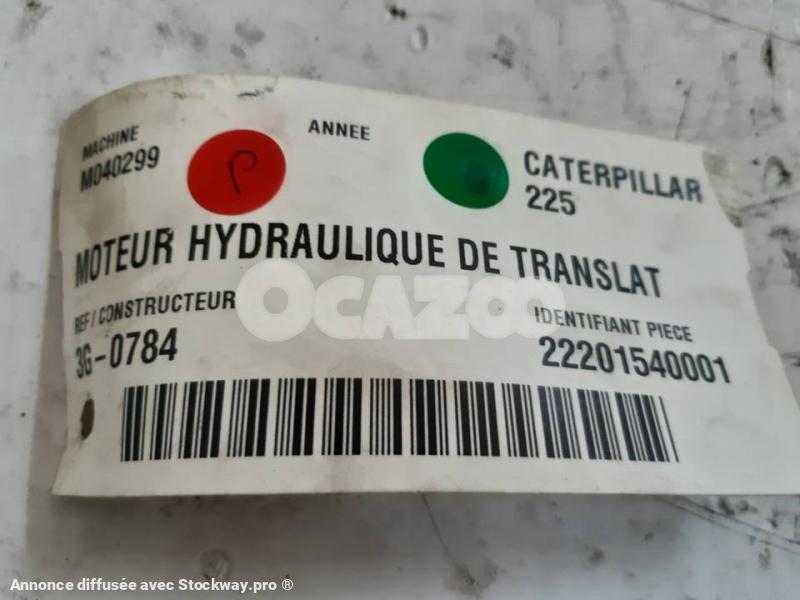 MACHINE
M040299
P
ANNEE
CATERPILLAR
225
MOTEUR HYDRAULIQUE DE TRANSLAT
REF/CONSTRUCTEUR
3G-0784
IDENTIFIANT PIECE
22201540001
OCAZOO
Annonce diffusée avec Stockway.pro ®